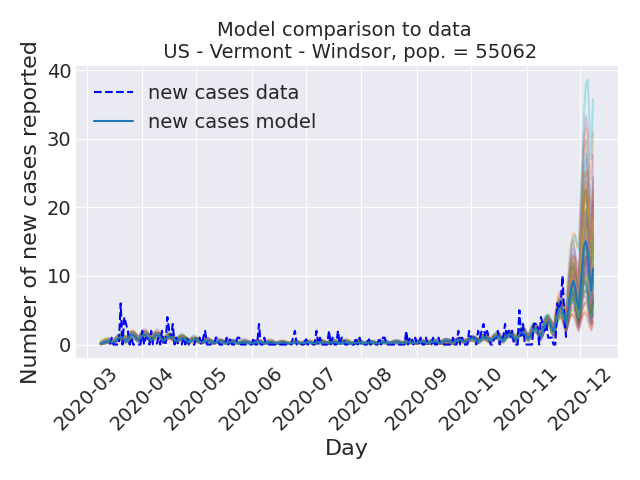 Model comparison to data
US - Vermont - Windsor, pop. = 55062
Number of new cases reported
40
30
20
10
0
new cases data
new cases model
2020-03
2020-04
2020-05
2020-06
2020-07
2020-08
2020-09
2020-10
2020-11
2020-12
Day